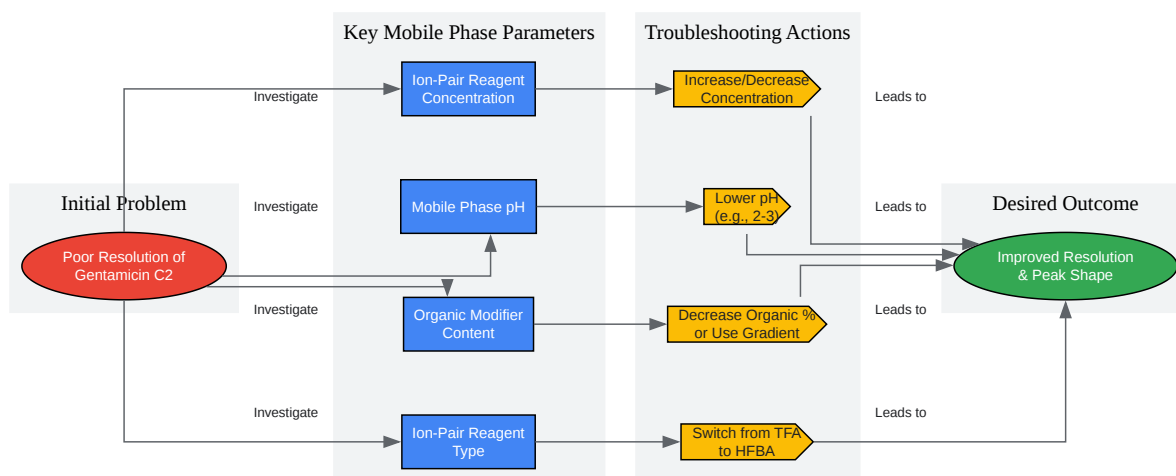 Key Mobile Phase Parameters
Troubleshooting Actions
Ion-Pair Reagent
Concentration
Increase/Decrease
Concentration
Investigate
Leads to
Initial Problem
Investigate
Mobile Phase pH
Lower pH
(e.g., 2-3)
Leads to
Desired Outcome
Poor Resolution of
Gentamicin C2
Improved Resolution
& Peak Shape
Investigate
Organic Modifier
Content
Decrease Organic %
or Use Gradient
Leads to
Investigate
Ion-Pair Reagent
Type
Switch from TFA
to HFBA
Leads to